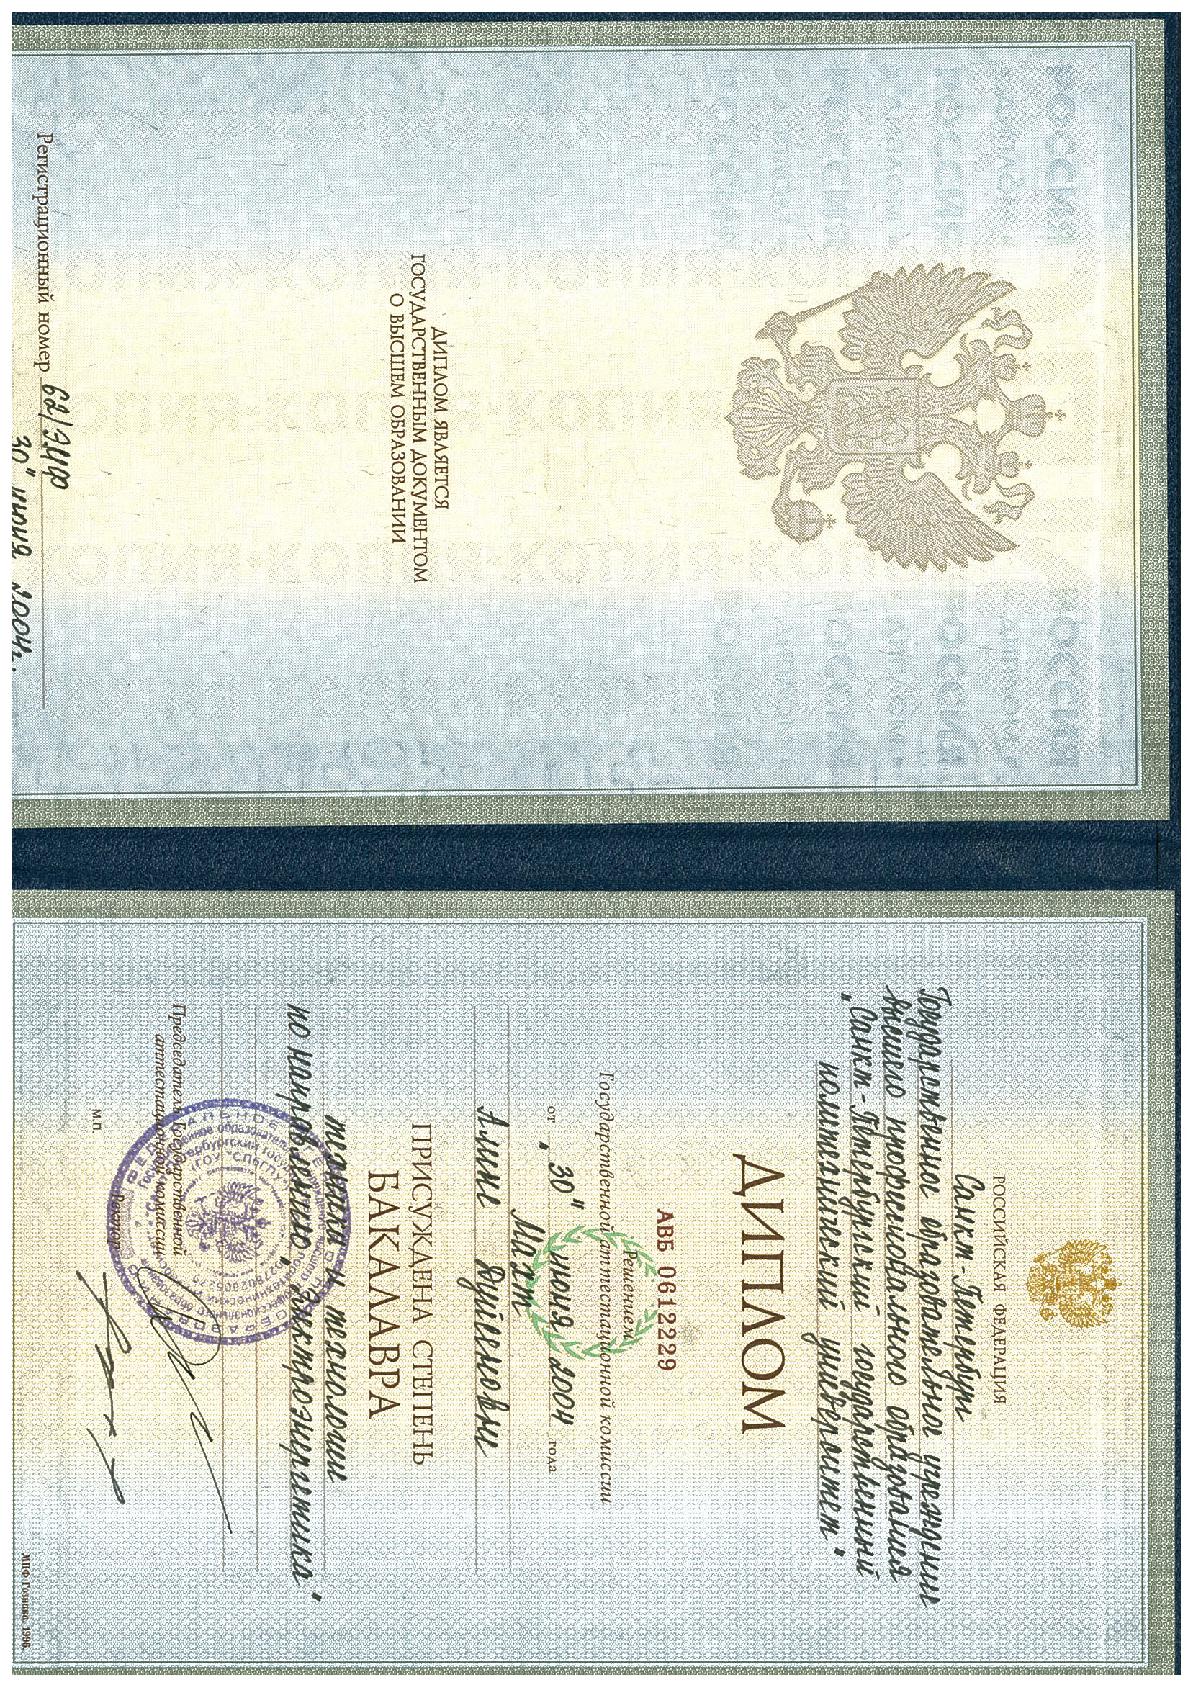 РОССИЯ
РОССИЯ
• ДИПЛОМ •
• ДИПЛОМ •
РОССИЯ
РОССИЯ
РОССИЯ
РОССИЯ
ДИПЛОМ ЯВЛЯЕТСЯ
ГОСУДАРСТВЕННЫМ ДОКУМЕНТОМ
О ВЫСШЕМ ОБРАЗОВАНИИ
Регистрационный номер 62/ЭМФ
30" июня 2004г.
РОССИЙСКАЯ ФЕДЕРАЦИЯ
Санкт-Петербург
Государственное образовательное учреждение
высшего профессионального образования
"Санкт-Петербургский государственный
политехнический университет"
ДИПЛОМ
АВБ 0612229
Решением
Государственной аттестационной комиссии
от "30" июня 2004 года
Махт
Алине Дуйсеновне
ПРИСУЖДЕНА СТЕПЕНЬ
БАКАЛАВРА
техники и технологии
по направлению "Электроэнергетика"
Председатель Государственной
аттестационной комиссии
Ректор
М.П.
МПФ Гознака. 1996.